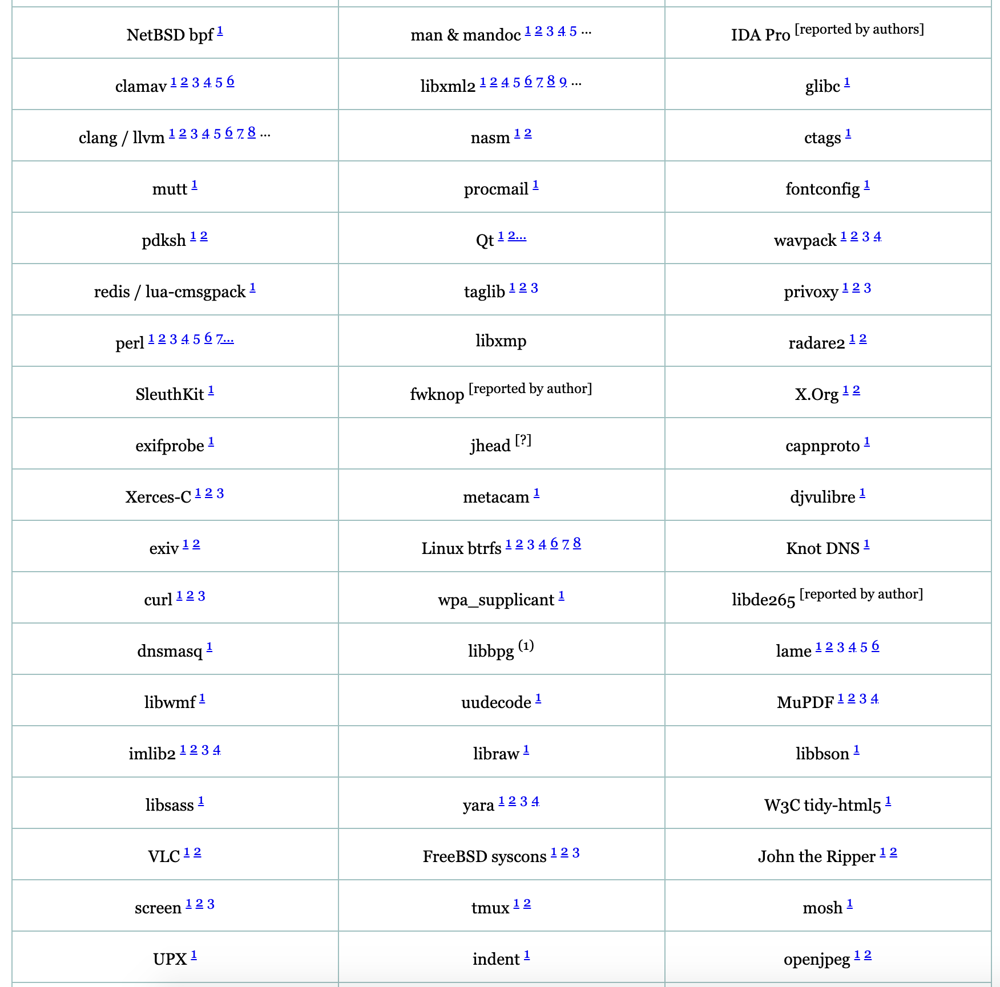 NetBSD bpf 1
man & mandoc 1 2 3 4 5 ...
IDA Pro [reported by authors]
clamav 1 2 3 4 5 6
libxml2 1 2 4 5 6 7 8 9 ...
glibc 1
clang / llvm 1 2 3 4 5 6 7 8 ...
nasm 1 2
ctags 1
mutt 1
procmail 1
fontconfig 1
pdksh 1 2
Qt 1 2...
wavpack 1 2 3 4
redis / lua-cmsgpack 1
taglib 1 2 3
privoxy 1 2 3
perl 1 2 3 4 5 6 7...
libxmp
radare2 1 2
SleuthKit 1
fwknop [reported by author]
X.Org 1 2
exifprobe 1
jhead [?]
capnproto 1
Xerces-C 1 2 3
metacam 1
djvulibre 1
exiv 1 2
Linux btrfs 1 2 3 4 6 7 8
Knot DNS 1
curl 1 2 3
wpa_supplicant 1
libde265 [reported by author]
dnsmasq 1
libbpg (1)
lame 1 2 3 4 5 6
libwmf 1
uudecode 1
MuPDF 1 2 3 4
imlib2 1 2 3 4
libraw 1
libbson 1
libsass 1
yara 1 2 3 4
W3C tidy-html5 1
VLC 1 2
FreeBSD syscons 1 2 3
John the Ripper 1 2
screen 1 2 3
tmux 1 2
mosh 1
UPX 1
indent 1
openjpeg 1 2